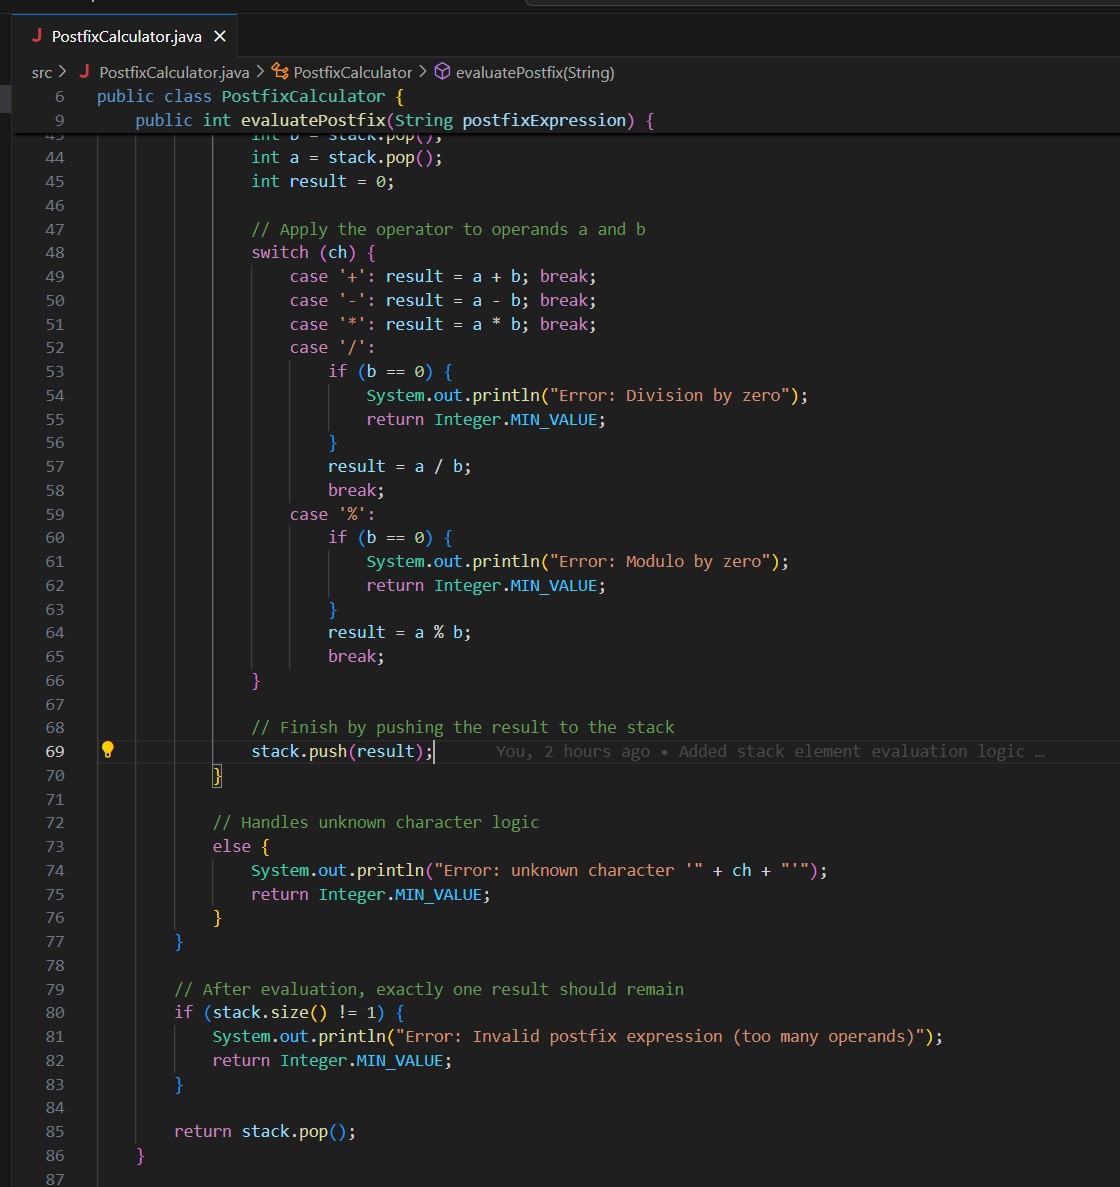 J PostfixCalculator.java ×
src > J PostfixCalculator.java > PostfixCalculator > evaluatePostfix(String)
6 public class PostfixCalculator {
9 public int evaluatePostfix(String postfixExpression) {
43 int b = stack.pop();
44 int a = stack.pop();
45 int result = 0;
46
47 // Apply the operator to operands a and b
48 switch (ch) {
49 case '+': result = a + b; break;
50 case '-': result = a - b; break;
51 case '*': result = a * b; break;
52 case '/':
53 if (b == 0) {
54 System.out.println("Error: Division by zero");
55 return Integer.MIN_VALUE;
56 }
57 result = a / b;
58 break;
59 case '%':
60 if (b == 0) {
61 System.out.println("Error: Modulo by zero");
62 return Integer.MIN_VALUE;
63 }
64 result = a % b;
65 break;
66 }
67
68 // Finish by pushing the result to the stack
69 stack.push(result); You, 2 hours ago • Added stack element evaluation logic …
70 }
71
72 // Handles unknown character logic
73 else {
74 System.out.println("Error: unknown character '" + ch + "'");
75 return Integer.MIN_VALUE;
76 }
77 }
78
79 // After evaluation, exactly one result should remain
80 if (stack.size() != 1) {
81 System.out.println("Error: Invalid postfix expression (too many operands)");
82 return Integer.MIN_VALUE;
83 }
84
85 return stack.pop();
86 }
87